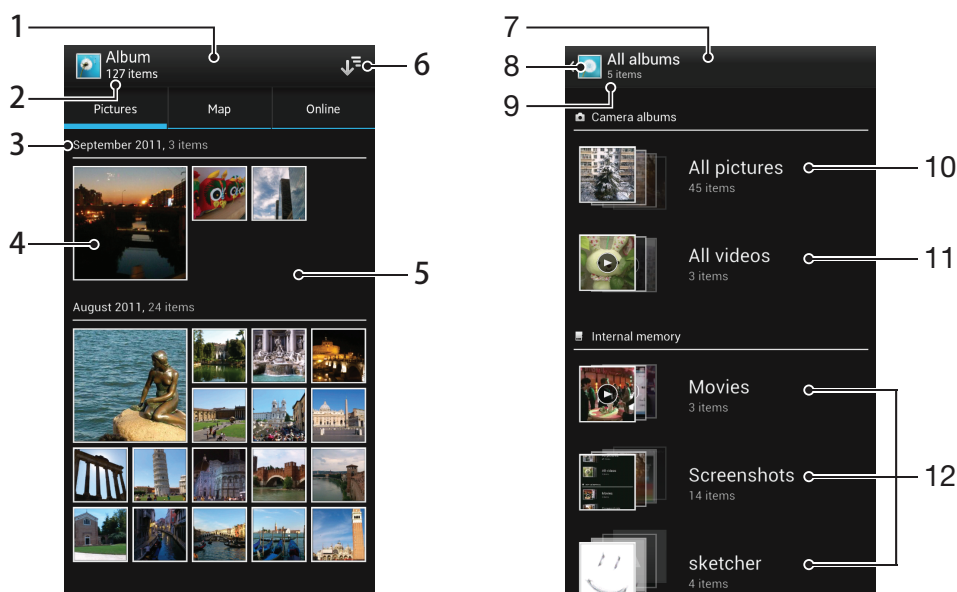 1
Album
127 items
2
6
Pictures
Map
Online
3
September 2011, 3 items
4
5
August 2011, 24 items
7
8
All albums
5 items
9
Camera albums
All pictures
45 items
10
All videos
3 items
11
Internal memory
Movies
3 items
Screenshots
14 items
12
sketcher
4 items